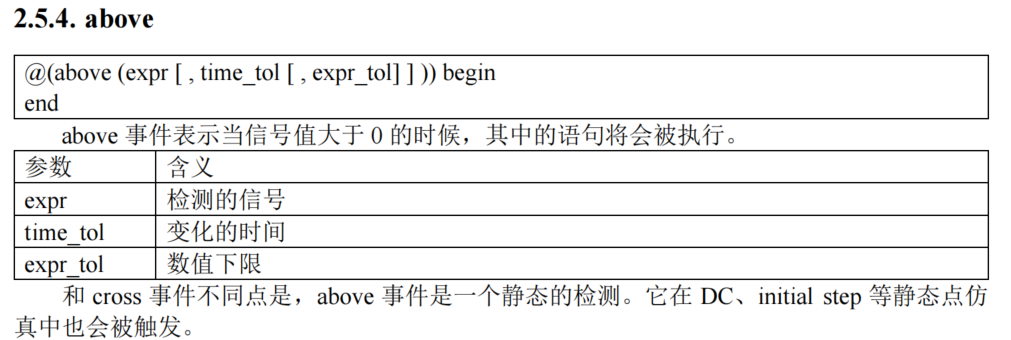 2.5.4. above
@(above (expr [ , time_tol [ , expr_tol] ] )) begin
end
above 事件表示当信号值大于 0 的时候，其中的语句将会被执行。
参数 含义
expr 检测的信号
time_tol 变化的时间
expr_tol 数值下限
和 cross 事件不同点是，above 事件是一个静态的检测。它在 DC、initial step 等静态点仿
真中也会被触发。